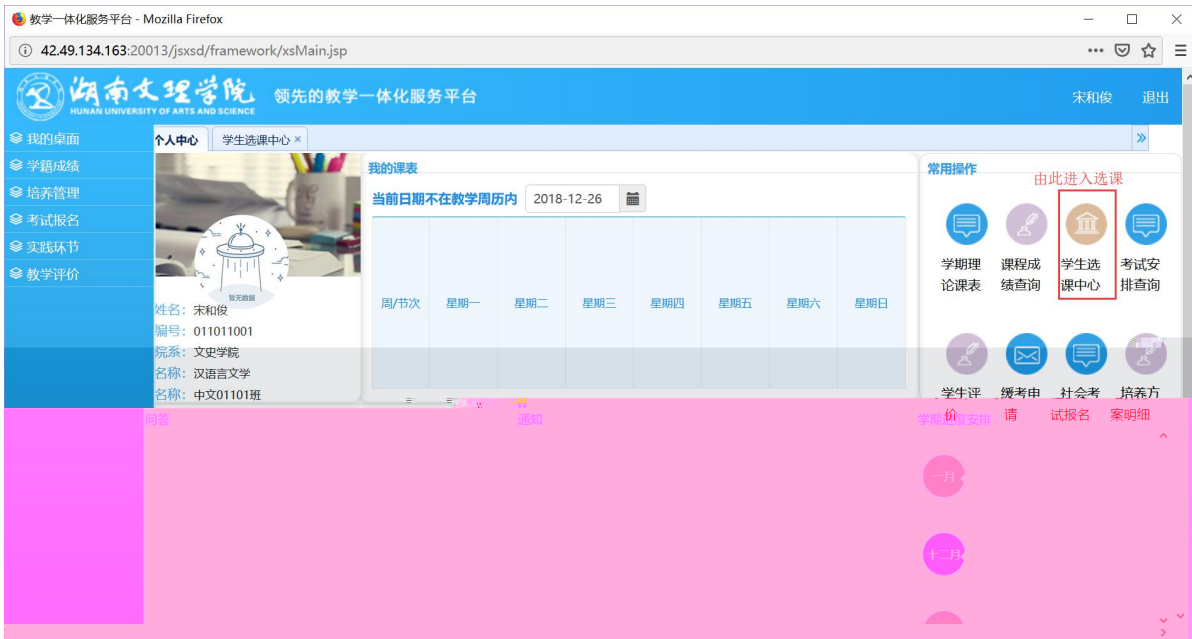 教学一体化服务平台 - Mozilla Firefox
42.49.134.163:20013/jsxsd/framework/xsMain.jsp
湖南文理学院
HUNAN UNIVERSITY OF ARTS AND SCIENCE
领先的教学一体化服务平台
宋和俊 退出
我的桌面
学籍成绩
培养管理
考试报名
实践环节
教学评价
个人中心 学生选课中心 ×
暂无数据
姓名：宋和俊
编号：011011001
院系：文史学院
名称：汉语言文学
名称：中文01101班
我的课表
当前日期不在教学周历内 2018-12-26
周/节次 星期一 星期二 星期三 星期四 星期五 星期六 星期日
常用操作
由此进入选课
学期理论课表
课程成绩查询
学生选课中心
考试安排查询
学生评价
缓考申请
社会考试报名
培养方案明细
问答
通知
学期进程安排
一月
十二月